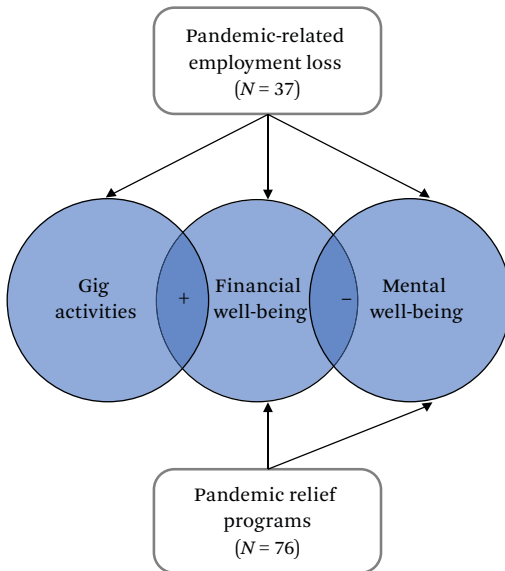 Pandemic-related
employment loss
(N = 37)
Gig
activities
+
Financial
well-being
–
Mental
well-being
Pandemic relief
programs
(N = 76)